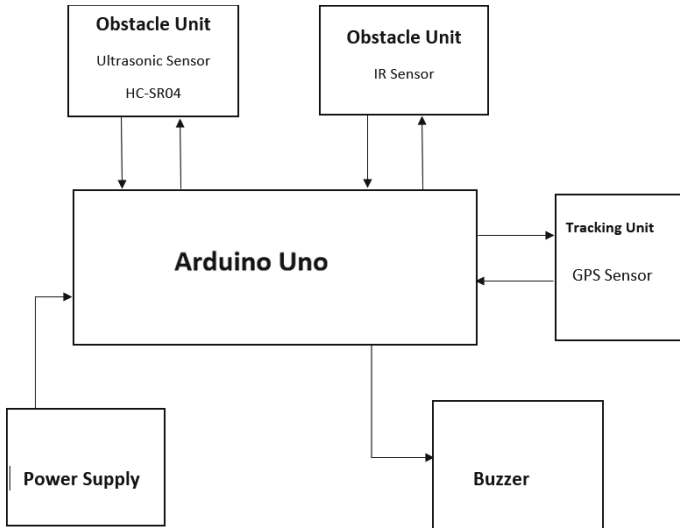 Obstacle Unit
Ultrasonic Sensor
HC-SR04
Obstacle Unit
IR Sensor
Arduino Uno
Tracking Unit
GPS Sensor
Power Supply
Buzzer